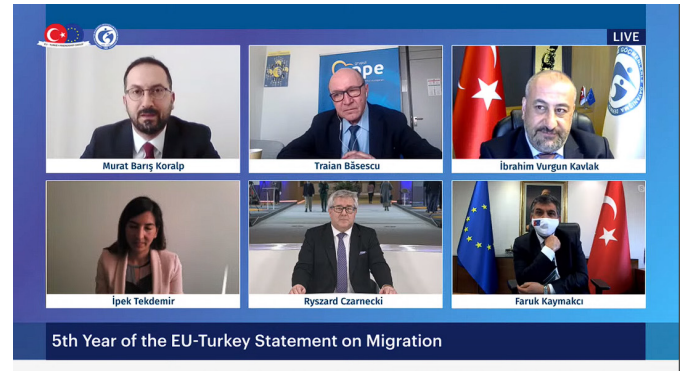 LIVE
ope
Murat Barış Koralp
Traian Băsescu
İbrahim Vurgun Kavlak
İpek Tekdemir
Ryszard Czarnecki
Faruk Kaymakcı
5th Year of the EU-Turkey Statement on Migration